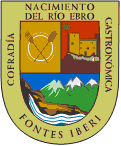 NACIMIENTO
DEL RÍO EBRO
COFRADÍA
GASTRONÓMICA
FONTES IBERI